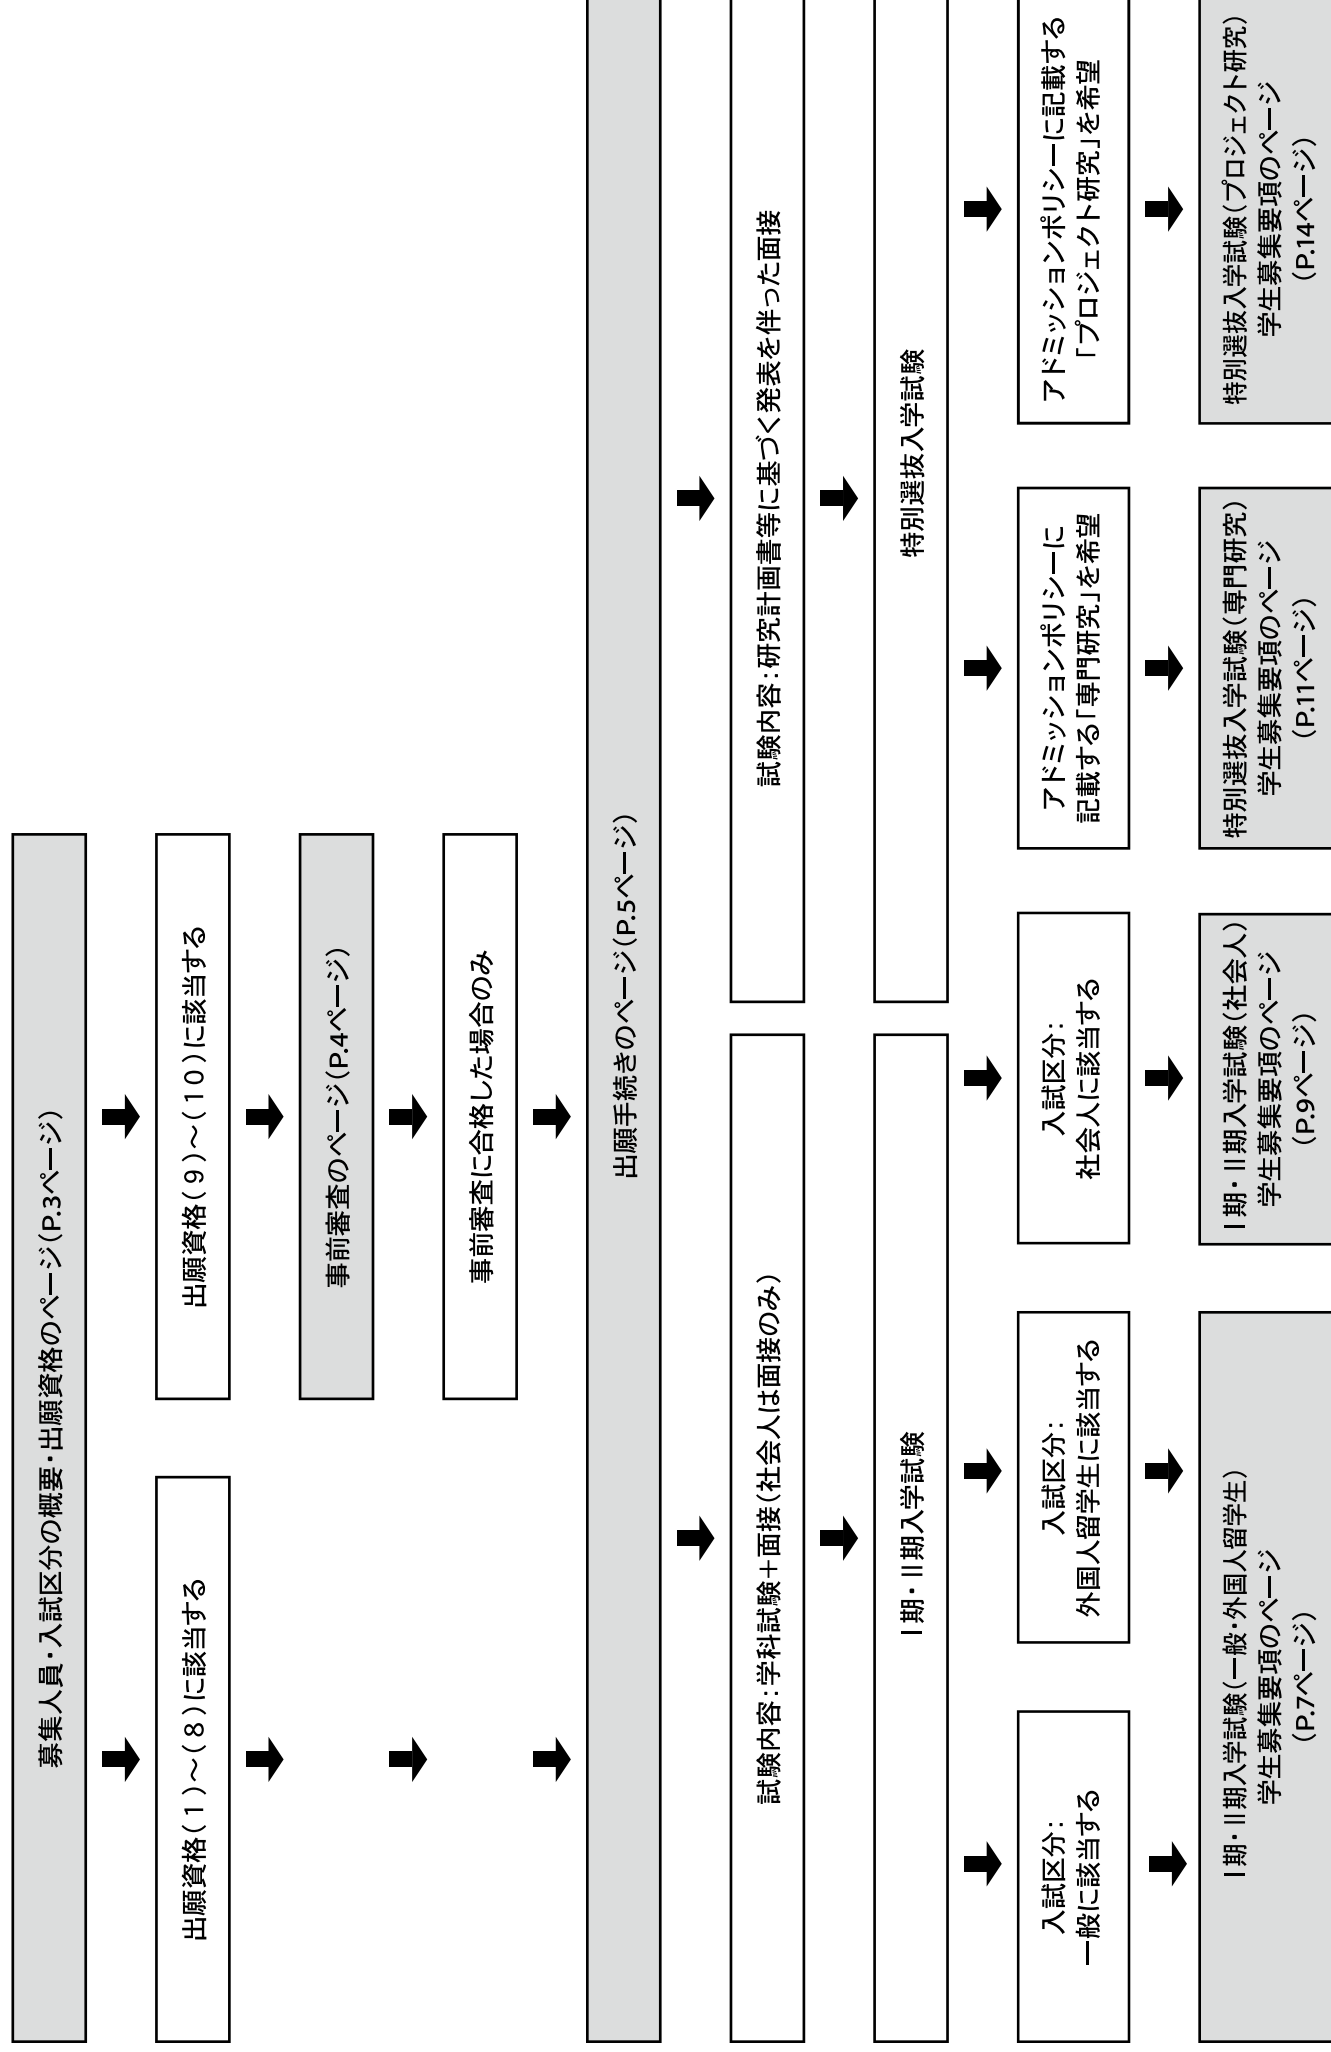 募集人員・入試区分の概要・出願資格のページ（P.3ページ）
出願資格（１）～（８）に該当する
出願資格（９）～（１０）に該当する
事前審査のページ（P.4ページ）
事前審査に合格した場合のみ
出願手続きのページ（P.5ページ）
試験内容：学科試験＋面接（社会人は面接のみ）
試験内容：研究計画書等に基づく発表を伴った面接
Ⅰ期・Ⅱ期入学試験
特別選抜入学試験
入試区分：
一般に該当する
入試区分：
外国人留学生に該当する
入試区分：
社会人に該当する
アドミッションポリシーに
記載する「専門研究」を希望
アドミッションポリシーに記載する
「プロジェクト研究」を希望
Ⅰ期・Ⅱ期入学試験（一般・外国人留学生）
学生募集要項のページ
（P.7ページ）
Ⅰ期・Ⅱ期入学試験（社会人）
学生募集要項のページ
（P.9ページ）
特別選抜入学試験（専門研究）
学生募集要項のページ
（P.11ページ）
特別選抜入学試験（プロジェクト研究）
学生募集要項のページ
（P.14ページ）